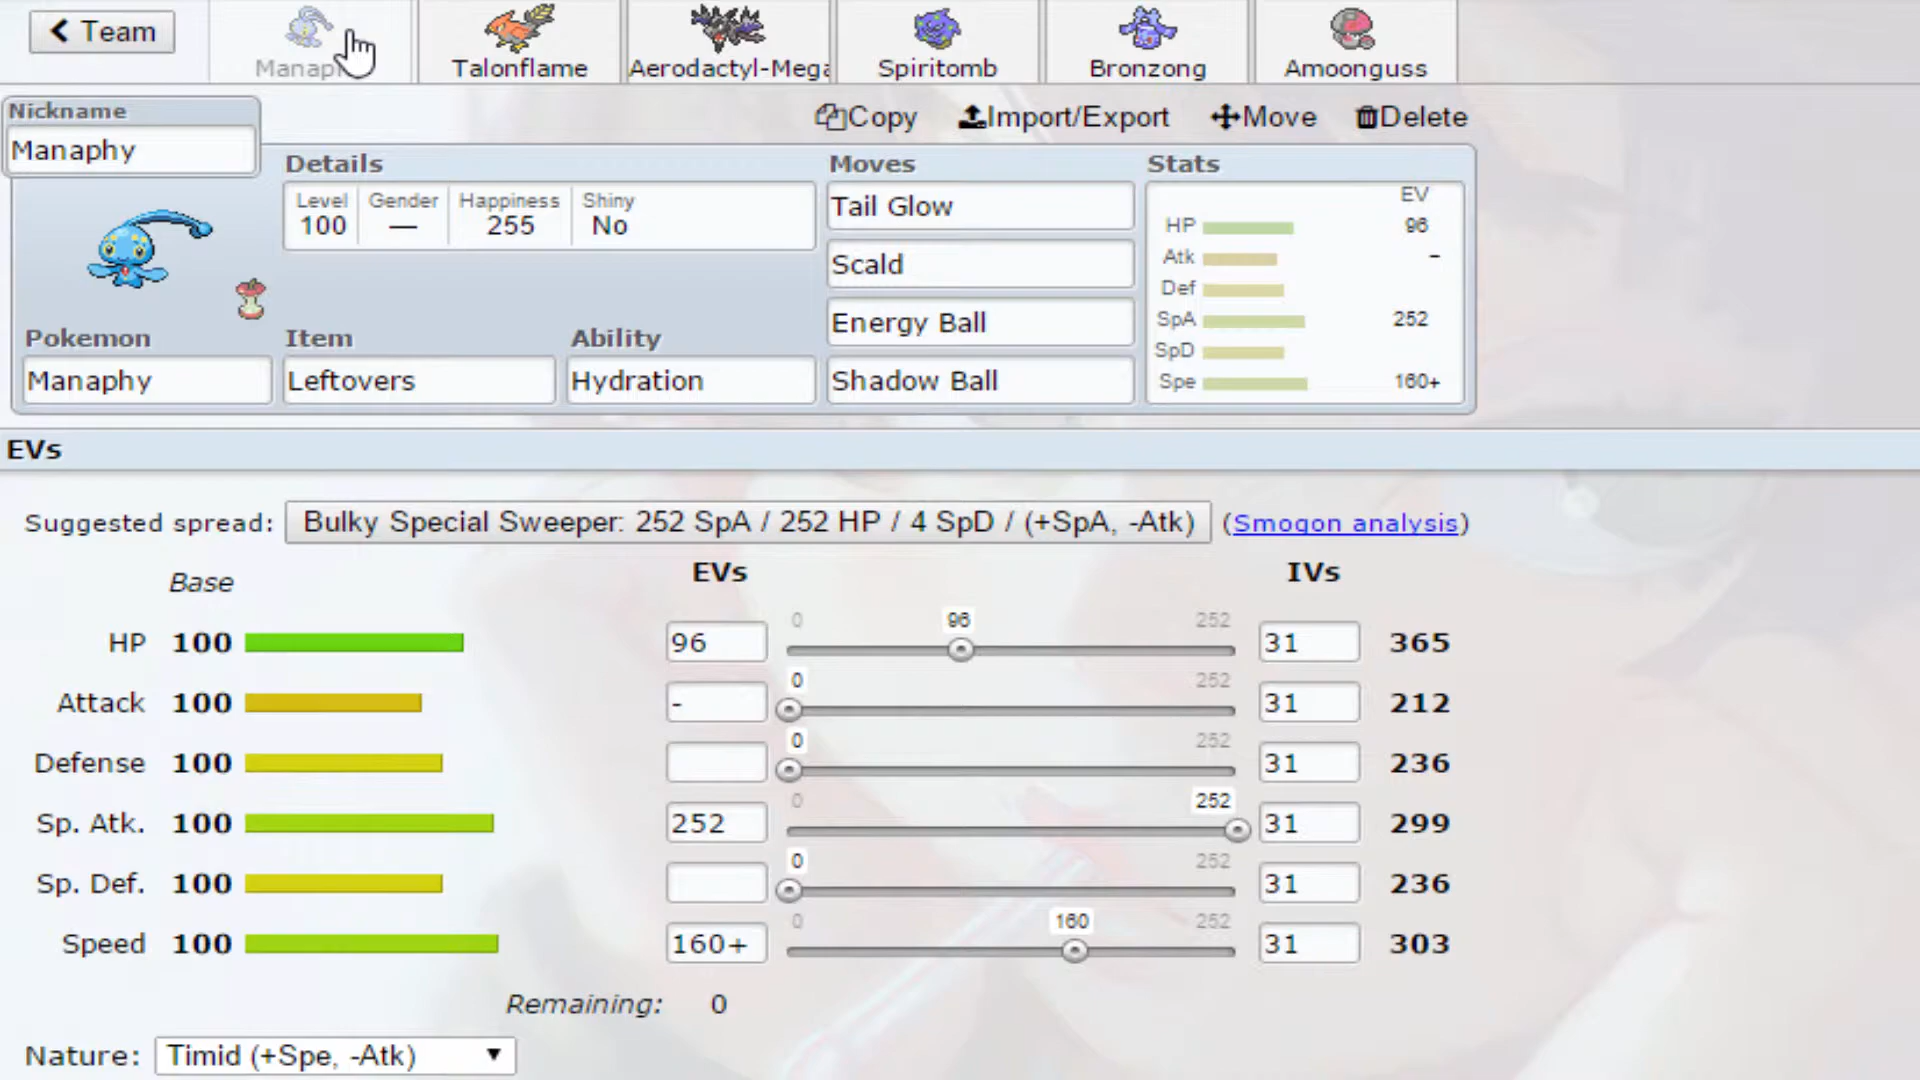 Team
Manaphy Talonflame Aerodactyl-Mega Spiritomb Bronzong Amoonguss
Copy Import/Export Move Delete
Nickname
Manaphy
Details Moves Stats
Level Gender Happiness Shiny
100 — 255 No
Tail Glow
Scald
Energy Ball
Shadow Ball
EV
HP 96
Atk -
Def
SpA 252
SpD
Spe 160+
Pokemon Item Ability
Manaphy Leftovers Hydration
EVs
Suggested spread: Bulky Special Sweeper: 252 SpA / 252 HP / 4 SpD / (+SpA, -Atk) (Smogon analysis)
Base EVs IVs
0 96 252
HP 100 96 31 365
0 252
Attack 100 - 31 212
0 252
Defense 100 31 236
0 252
Sp. Atk. 100 252 31 299
0 252
Sp. Def. 100 31 236
0 160 252
Speed 100 160+ 31 303
Remaining: 0
Nature: Timid (+Spe, -Atk)